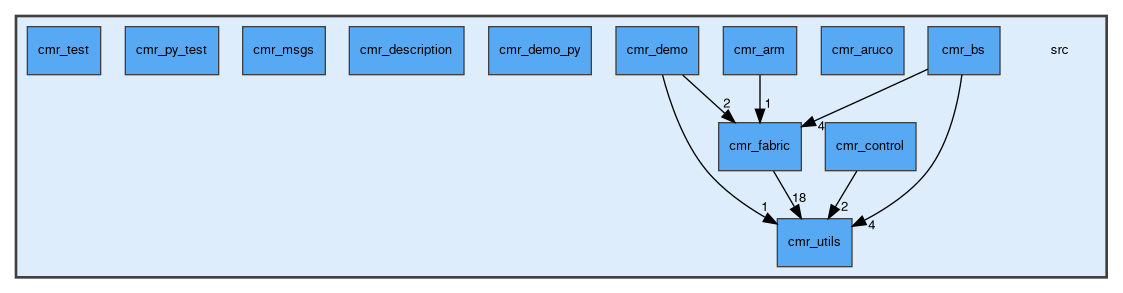 cmr_test
cmr_py_test
cmr_msgs
cmr_description
cmr_demo_py
cmr_demo
cmr_arm
cmr_aruco
cmr_bs
src
2
1
4
cmr_fabric
cmr_control
1
18
2
4
cmr_utils